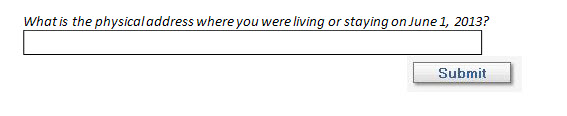 What is the physical address where you were living or staying on June 1, 2013?
Submit